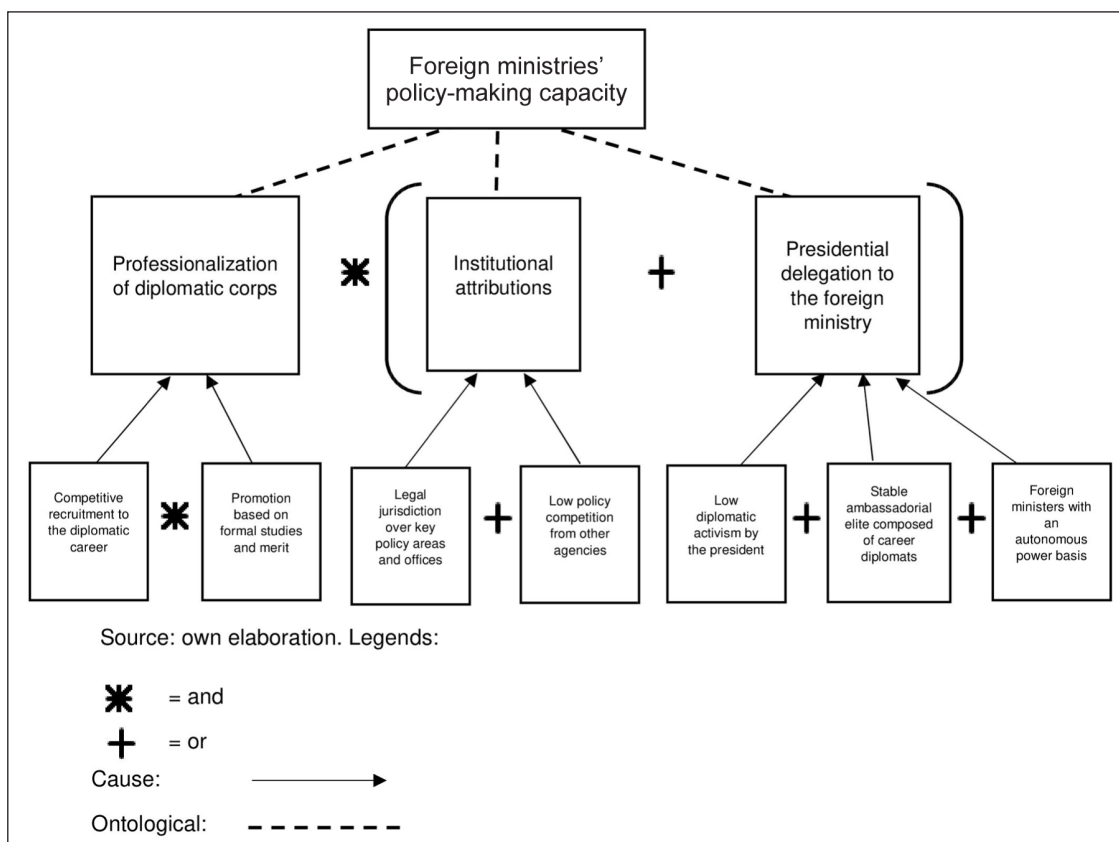 Foreign ministries'
policy-making capacity
Professionalization
of diplomatic corps
Institutional
attributions
Presidential
delegation to
the foreign
ministry
Competitive
recruitment to
the diplomatic
career
Promotion
based on
formal studies
and merit
Legal
jurisdiction
over key
policy areas
and offices
Low policy
competition
from other
agencies
Low
diplomatic
activism by
the president
Stable
ambassadorial
elite composed
of career
diplomats
Foreign
ministers with
an
autonomous
power basis
Source: own elaboration. Legends:
= and
+ = or
Cause:
Ontological: